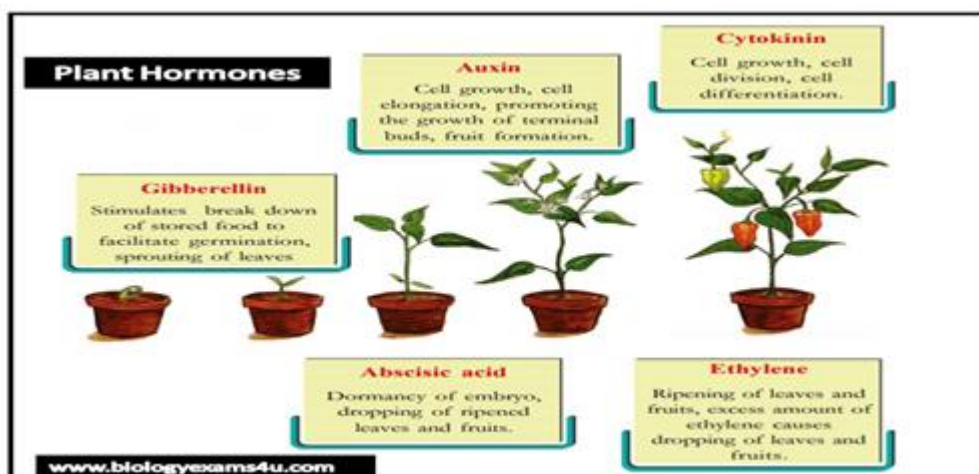 Plant Hormones
Auxin
Cell growth, cell
elongation, promoting
the growth of terminal
buds, fruit formation.
Cytokinin
Cell growth, cell
division, cell
differentiation.
Gibberellin
Stimulates break down
of stored food to
facilitate germination,
sprouting of leaves
Abscisic acid
Dormancy of embryo,
dropping of ripened
leaves and fruits.
Ethylene
Ripening of leaves and
fruits, excess amount of
ethylene causes
dropping of leaves and
fruits.
www.biologyexams4u.com